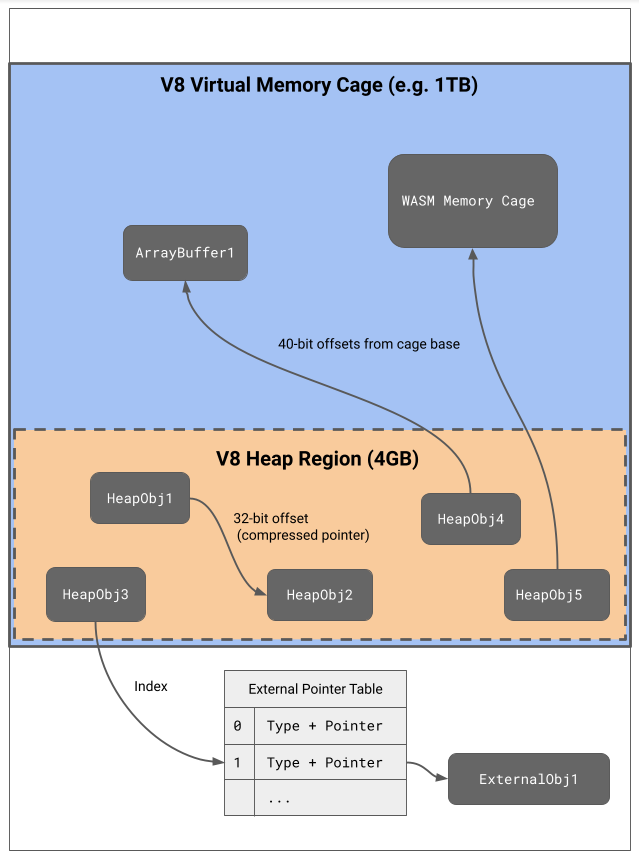 V8 Virtual Memory Cage (e.g. 1TB)
WASM Memory Cage
ArrayBuffer1
40-bit offsets from cage base
V8 Heap Region (4GB)
HeapObj1
32-bit offset
(compressed pointer)
HeapObj4
HeapObj3
HeapObj2
HeapObj5
Index
External Pointer Table
0 Type + Pointer
1 Type + Pointer
...
ExternalObj1